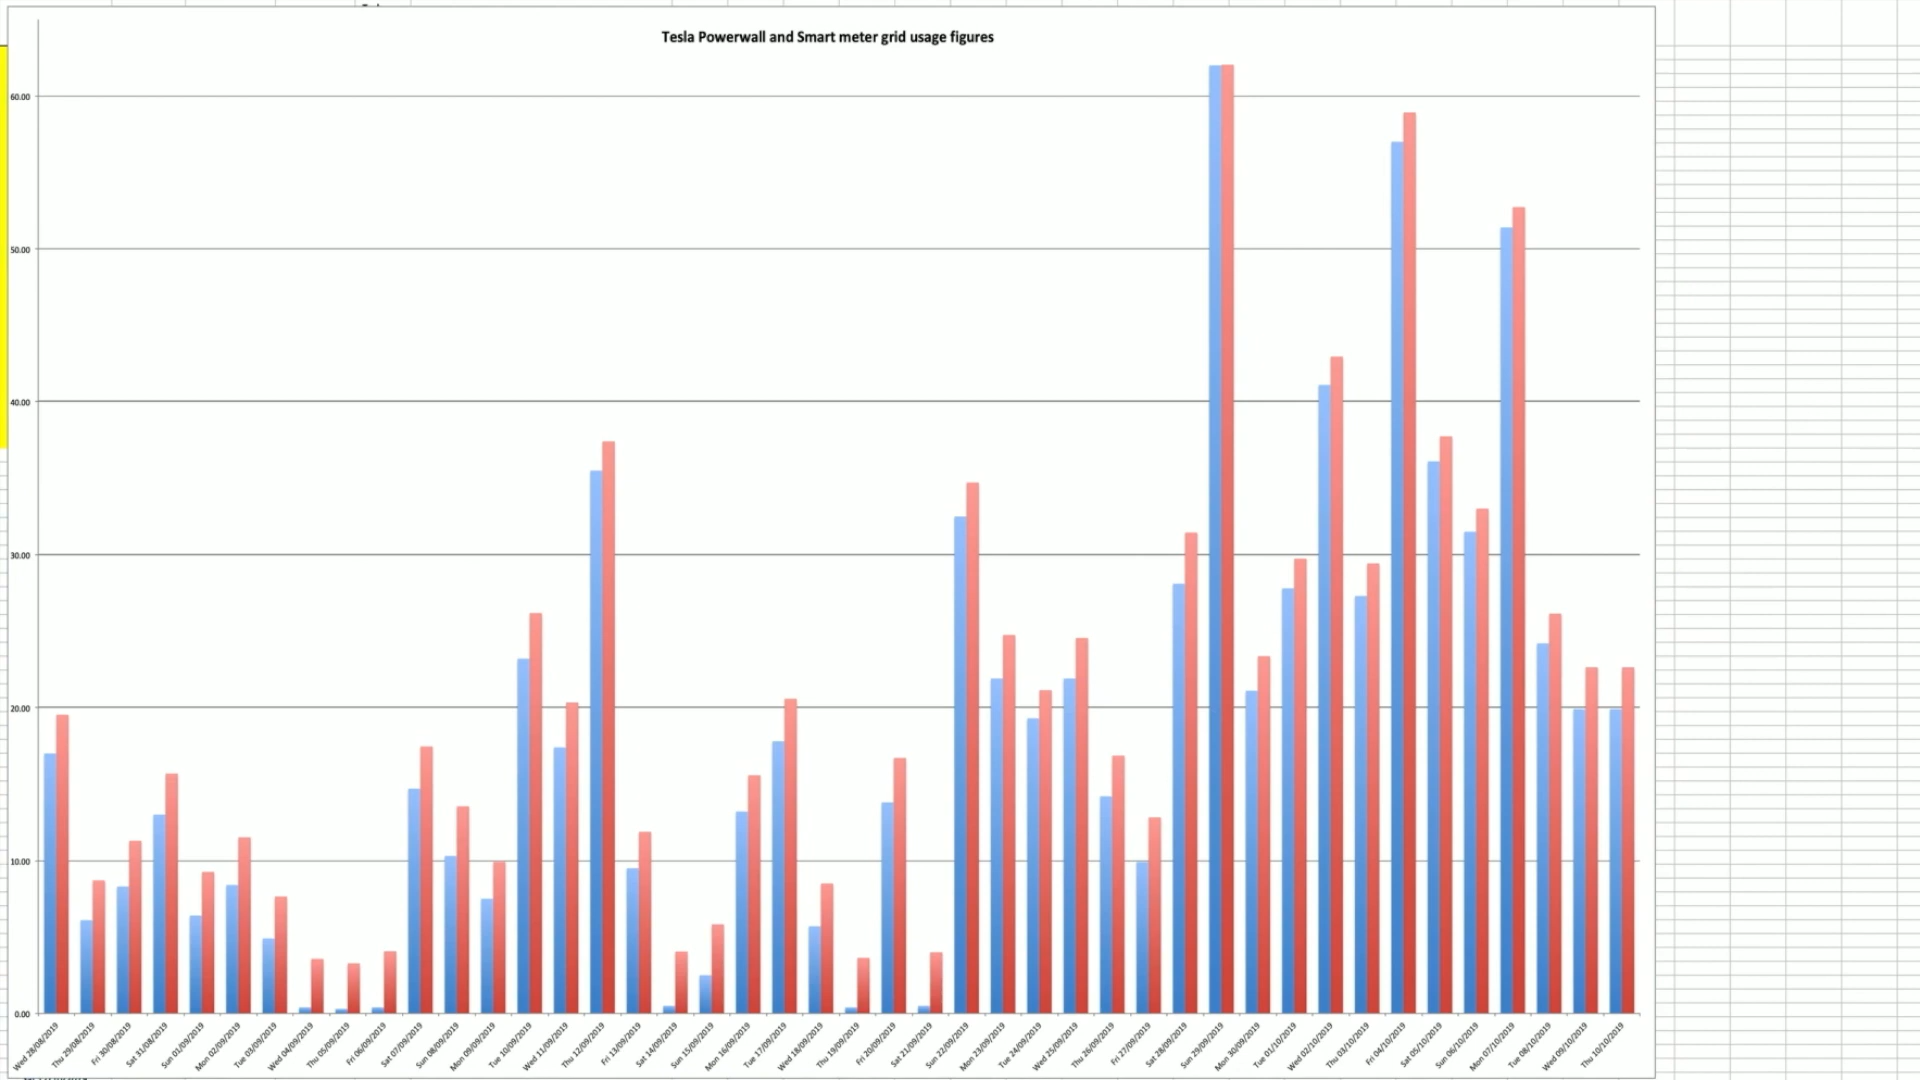 Tesla Powerwall and Smart meter grid usage figures
60.00
50.00
40.00
30.00
20.00
10.00
0.00
Wed 28/08/2019
Thu 29/08/2019
Fri 30/08/2019
Sat 31/08/2019
Sun 01/09/2019
Mon 02/09/2019
Tue 03/09/2019
Wed 04/09/2019
Thu 05/09/2019
Fri 06/09/2019
Sat 07/09/2019
Sun 08/09/2019
Mon 09/09/2019
Tue 10/09/2019
Wed 11/09/2019
Thu 12/09/2019
Fri 13/09/2019
Sat 14/09/2019
Sun 15/09/2019
Mon 16/09/2019
Tue 17/09/2019
Wed 18/09/2019
Thu 19/09/2019
Fri 20/09/2019
Sat 21/09/2019
Sun 22/09/2019
Mon 23/09/2019
Tue 24/09/2019
Wed 25/09/2019
Thu 26/09/2019
Fri 27/09/2019
Sat 28/09/2019
Sun 29/09/2019
Mon 30/09/2019
Tue 01/10/2019
Wed 02/10/2019
Thu 03/10/2019
Fri 04/10/2019
Sat 05/10/2019
Sun 06/10/2019
Mon 07/10/2019
Tue 08/10/2019
Wed 09/10/2019
Thu 10/10/2019